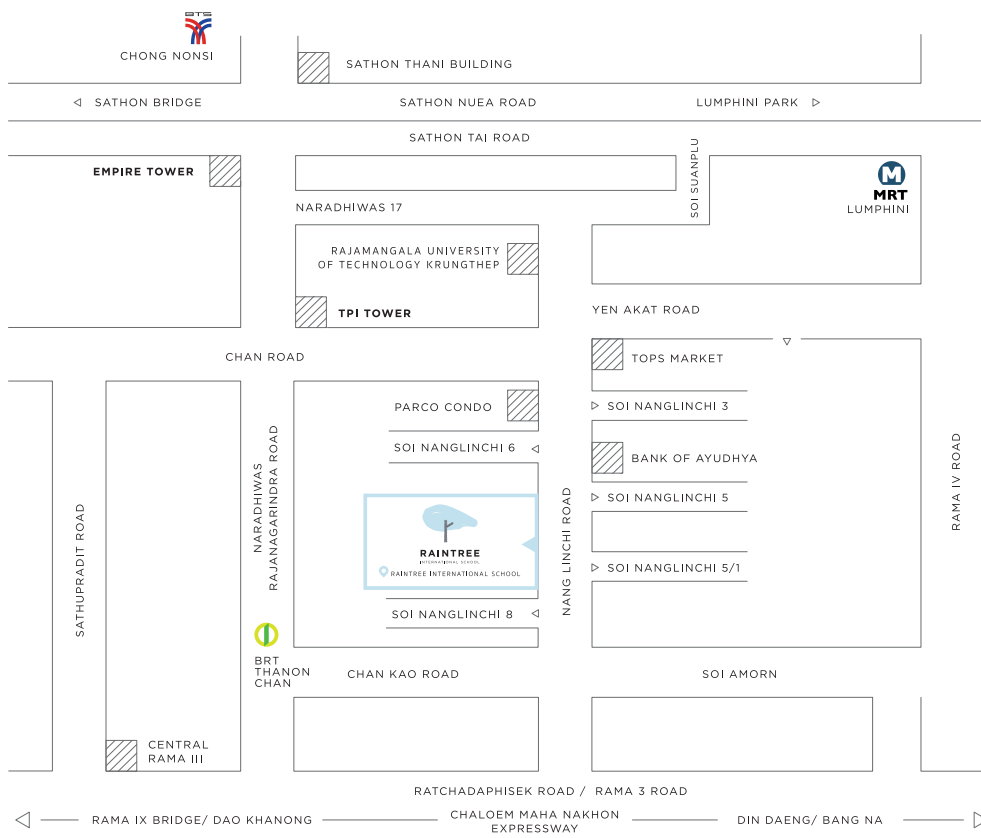 BTS
CHONG NONSI
SATHON THANI BUILDING
SATHON BRIDGE
SATHON NUEA ROAD
LUMPHINI PARK
SATHON TAI ROAD
SOI SUANPLU
EMPIRE TOWER
M
MRT
LUMPHINI
NARADHIWAS 17
RAJAMANGALA UNIVERSITY
OF TECHNOLOGY KRUNGTHEP
TPI TOWER
YEN AKAT ROAD
CHAN ROAD
TOPS MARKET
PARCO CONDO
SOI NANGLINCHI 3
SOI NANGLINCHI 6
BANK OF AYUDHYA
SOI NANGLINCHI 5
SATHUPRADIT ROAD
NARADHIWAS
RAJANAGARINDRA ROAD
RAINTREE
INTERNATIONAL SCHOOL
RAINTREE INTERNATIONAL SCHOOL
NANG LINCHI ROAD
RAMA IV ROAD
SOI NANGLINCHI 5/1
SOI NANGLINCHI 8
BRT
THANON
CHAN
CHAN KAO ROAD
SOI AMORN
CENTRAL
RAMA III
RATCHADAPHISEK ROAD / RAMA 3 ROAD
RAMA IX BRIDGE/ DAO KHANONG
CHALOEM MAHA NAKHON
EXPRESSWAY
DIN DAENG/ BANG NA